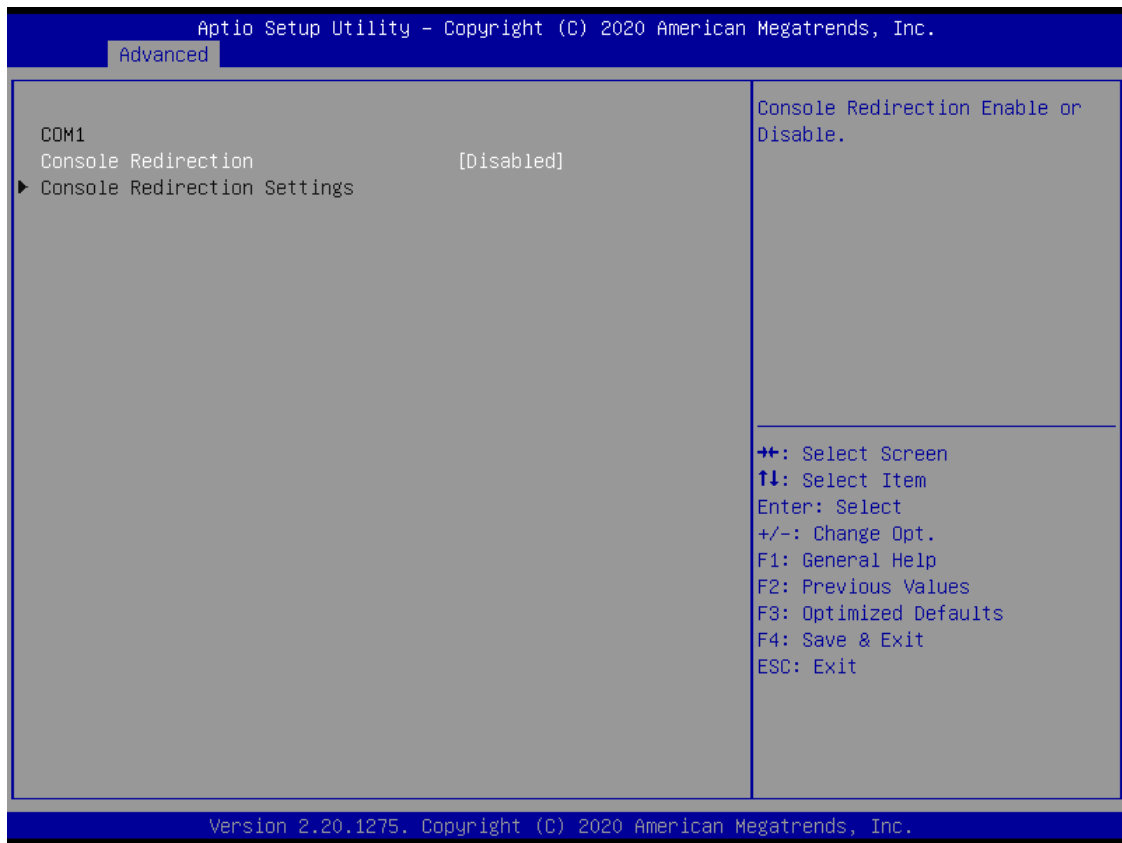 Aptio Setup Utility – Copyright (C) 2020 American Megatrends, Inc.
Advanced
COM1
Console Redirection [Disabled]
▶ Console Redirection Settings
Console Redirection Enable or
Disable.
→←: Select Screen
↑↓: Select Item
Enter: Select
+/-: Change Opt.
F1: General Help
F2: Previous Values
F3: Optimized Defaults
F4: Save & Exit
ESC: Exit
Version 2.20.1275. Copyright (C) 2020 American Megatrends, Inc.